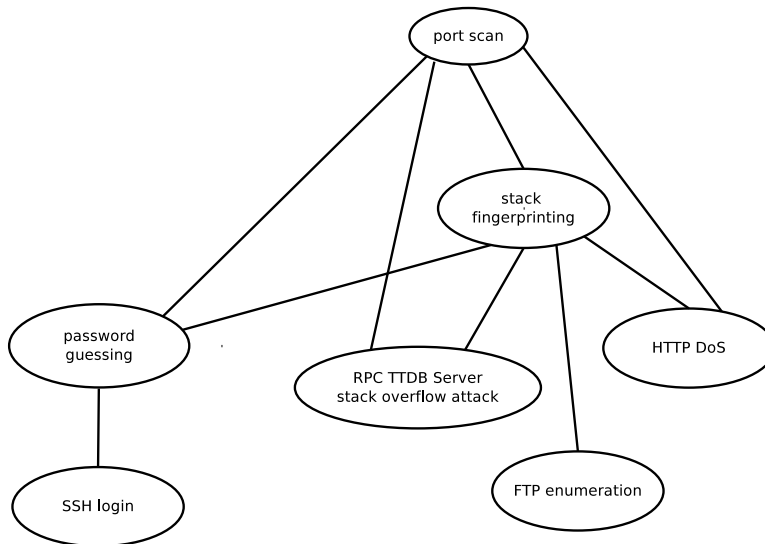 port scan
stack
fingerprinting
password
guessing
HTTP DoS
RPC TTDB Server
stack overflow attack
FTP enumeration
SSH login